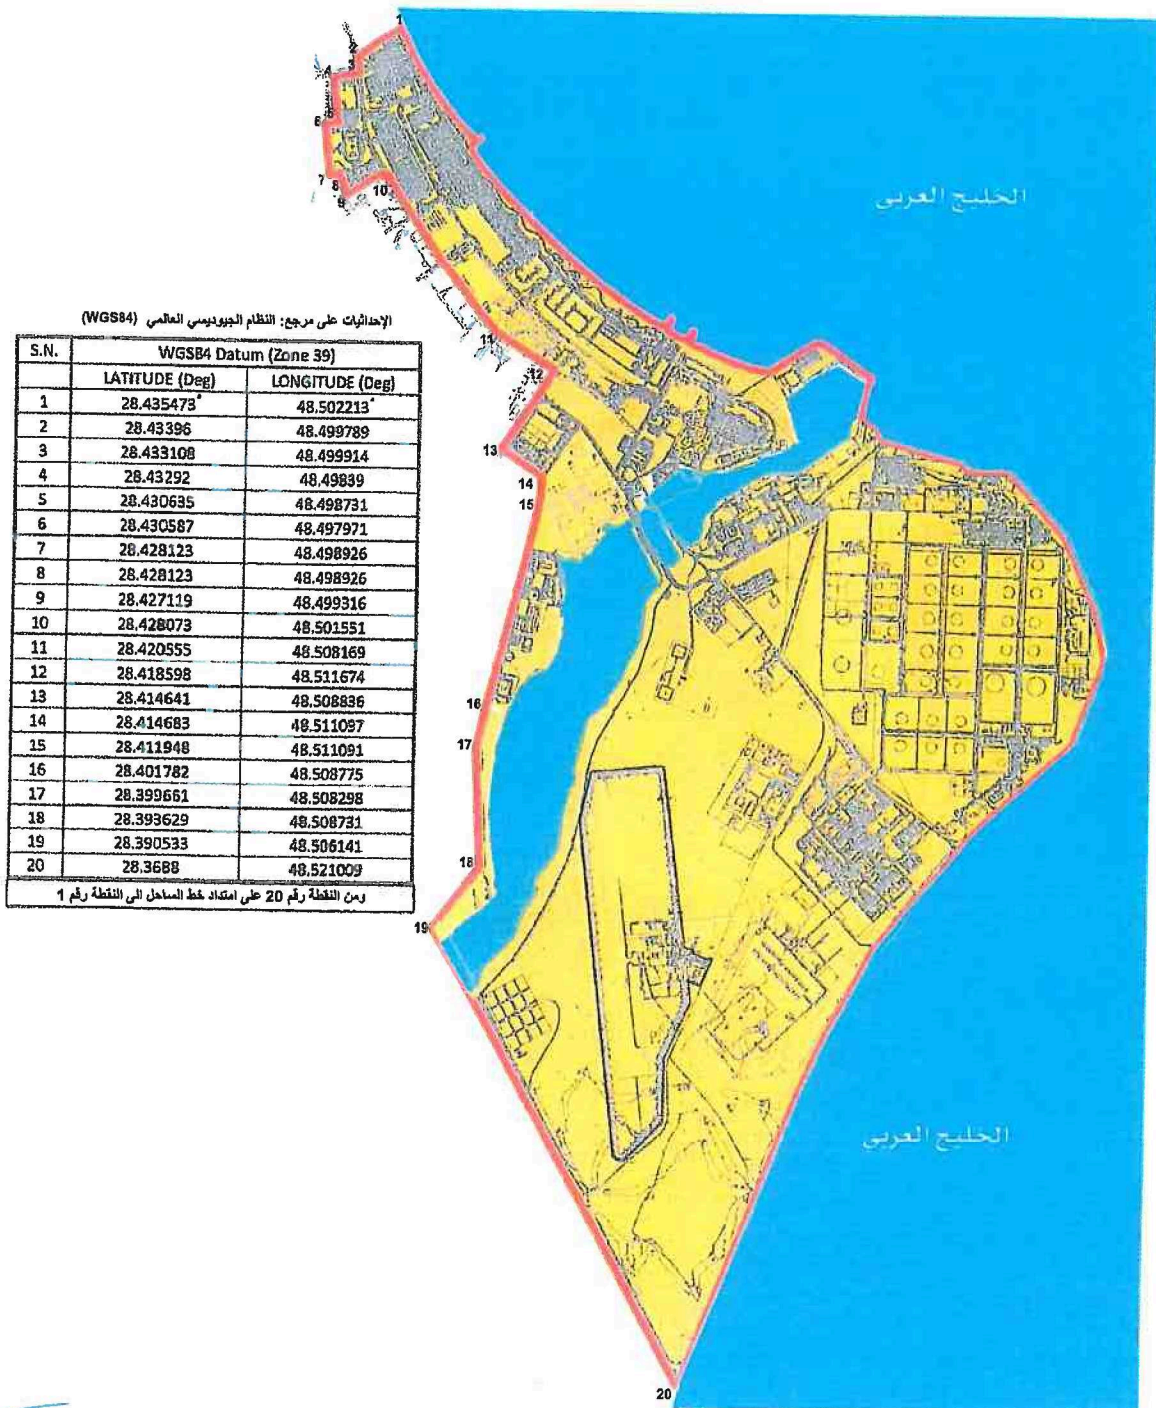 الخليج العربي
الإحداثيات على مرجع: النظام الجيوديسي العالمي (WGS84)
S.N. WGS84 Datum (Zone 39)
LATITUDE (Deg) LONGITUDE (Deg)
1 28.435473° 48.502213°
2 28.43396 48.499789
3 28.433108 48.499914
4 28.43292 48.49839
5 28.430635 48.498731
6 28.430587 48.497971
7 28.428123 48.498926
8 28.428123 48.498926
9 28.427119 48.499316
10 28.428073 48.501551
11 28.420555 48.508169
12 28.418598 48.511674
13 28.414641 48.508836
14 28.414683 48.511097
15 28.411948 48.511091
16 28.401782 48.508775
17 28.399661 48.508298
18 28.393629 48.508731
19 28.390533 48.506141
20 28.3688 48.521009
ومن النقطة رقم 20 على امتداد خط الساحل الى النقطة رقم 1
1
2
3
4
5
6
7
8
9
10
11
12
13
14
15
16
17
18
19
الخليج العربي
20